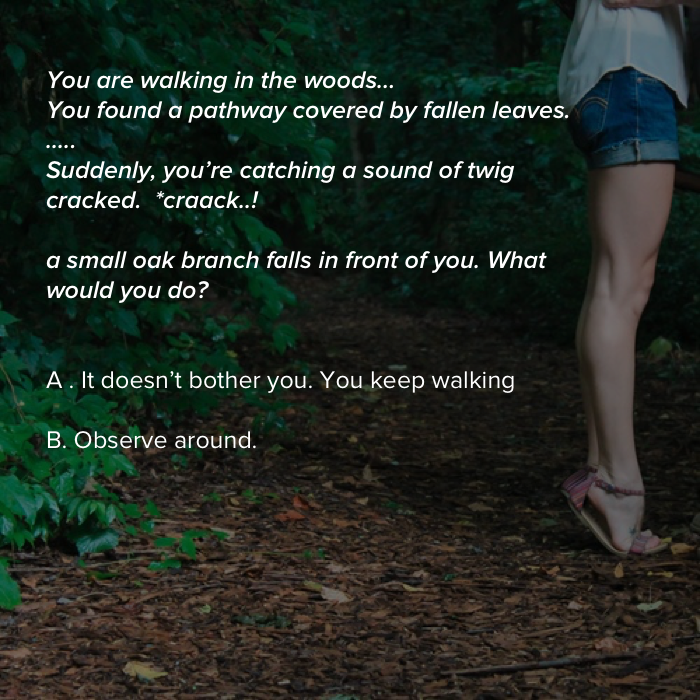 You are walking in the woods...
You found a pathway covered by fallen leaves.
.....
Suddenly, you’re catching a sound of twig
cracked.  *craack..!
a small oak branch falls in front of you. What
would you do?
A . It doesn’t bother you. You keep walking
B. Observe around.